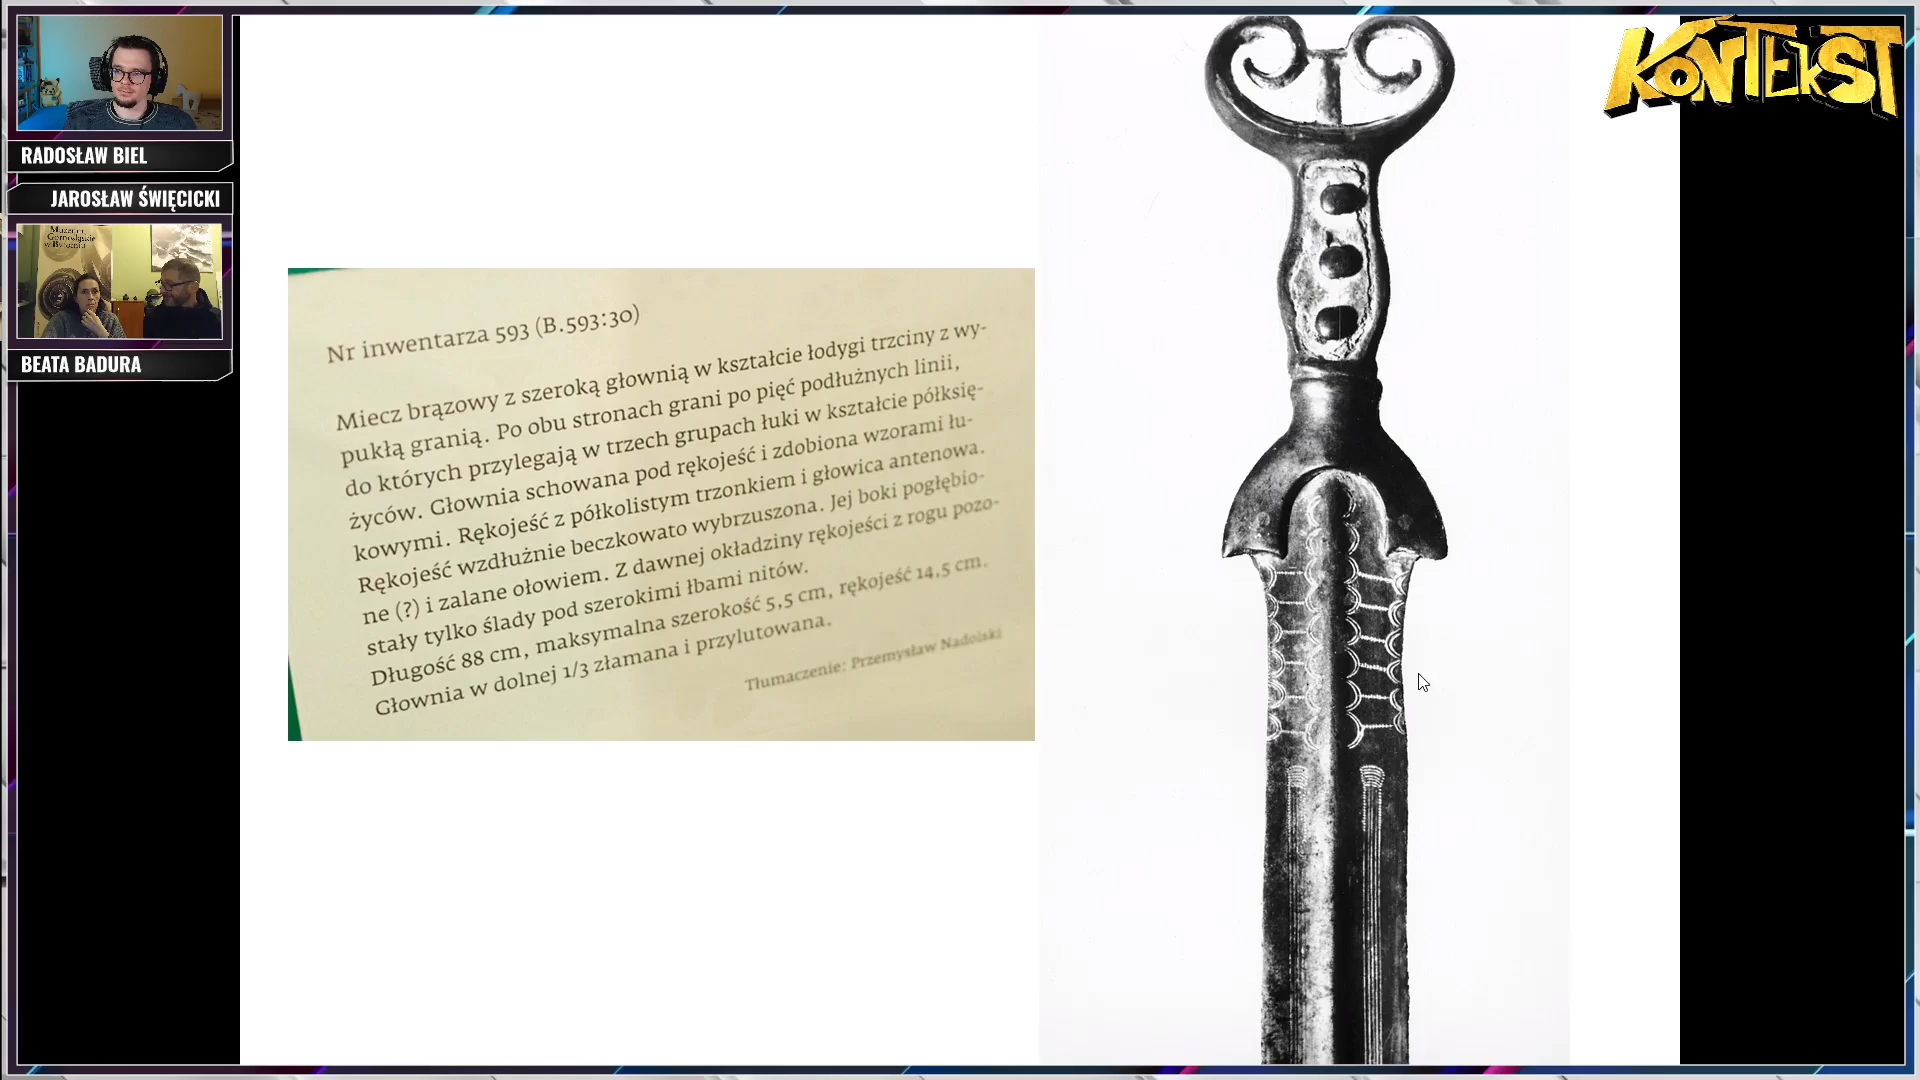 KONTEKST
RADOSŁAW BIEL
JAROSŁAW ŚWIĘCICKI
Muzeum
Górnośląskie
w Bytomiu
BEATA BADURA
Nr inwentarza 593 (B.593:30)
Miecz brązowy z szeroką głownią w kształcie łodygi trzciny z wy-
pukłą granią. Po obu stronach grani po pięć podłużnych linii,
do których przylegają w trzech grupach łuki w kształcie półksię-
życów. Głownia schowana pod rękojeść i zdobiona wzorami łu-
kowymi. Rękojeść z półkolistym trzonkiem i głowica antenowa.
Rękojeść wzdłużnie beczkowato wybrzuszona. Jej boki pogłębio-
ne (?) i zalane ołowiem. Z dawnej okładziny rękojeści z rogu pozo-
stały tylko ślady pod szerokimi łbami nitów.
Długość 88 cm, maksymalna szerokość 5,5 cm, rękojeść 14,5 cm.
Głownia w dolnej 1/3 złamana i przylutowana.
Tłumaczenie: Przemysław Nadolski